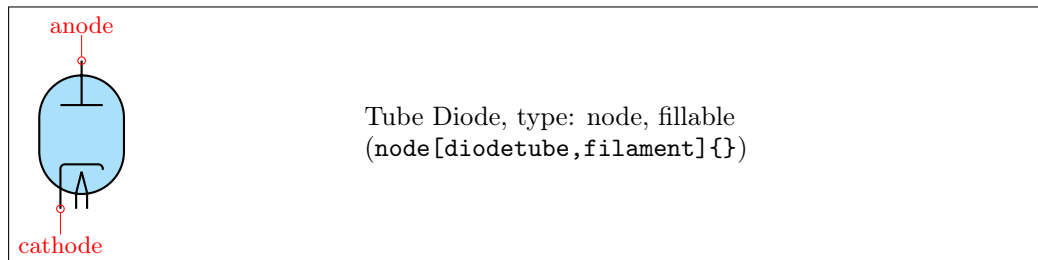 anode
Tube Diode, type: node, fillable
(node[diodetube,filament]{})
cathode